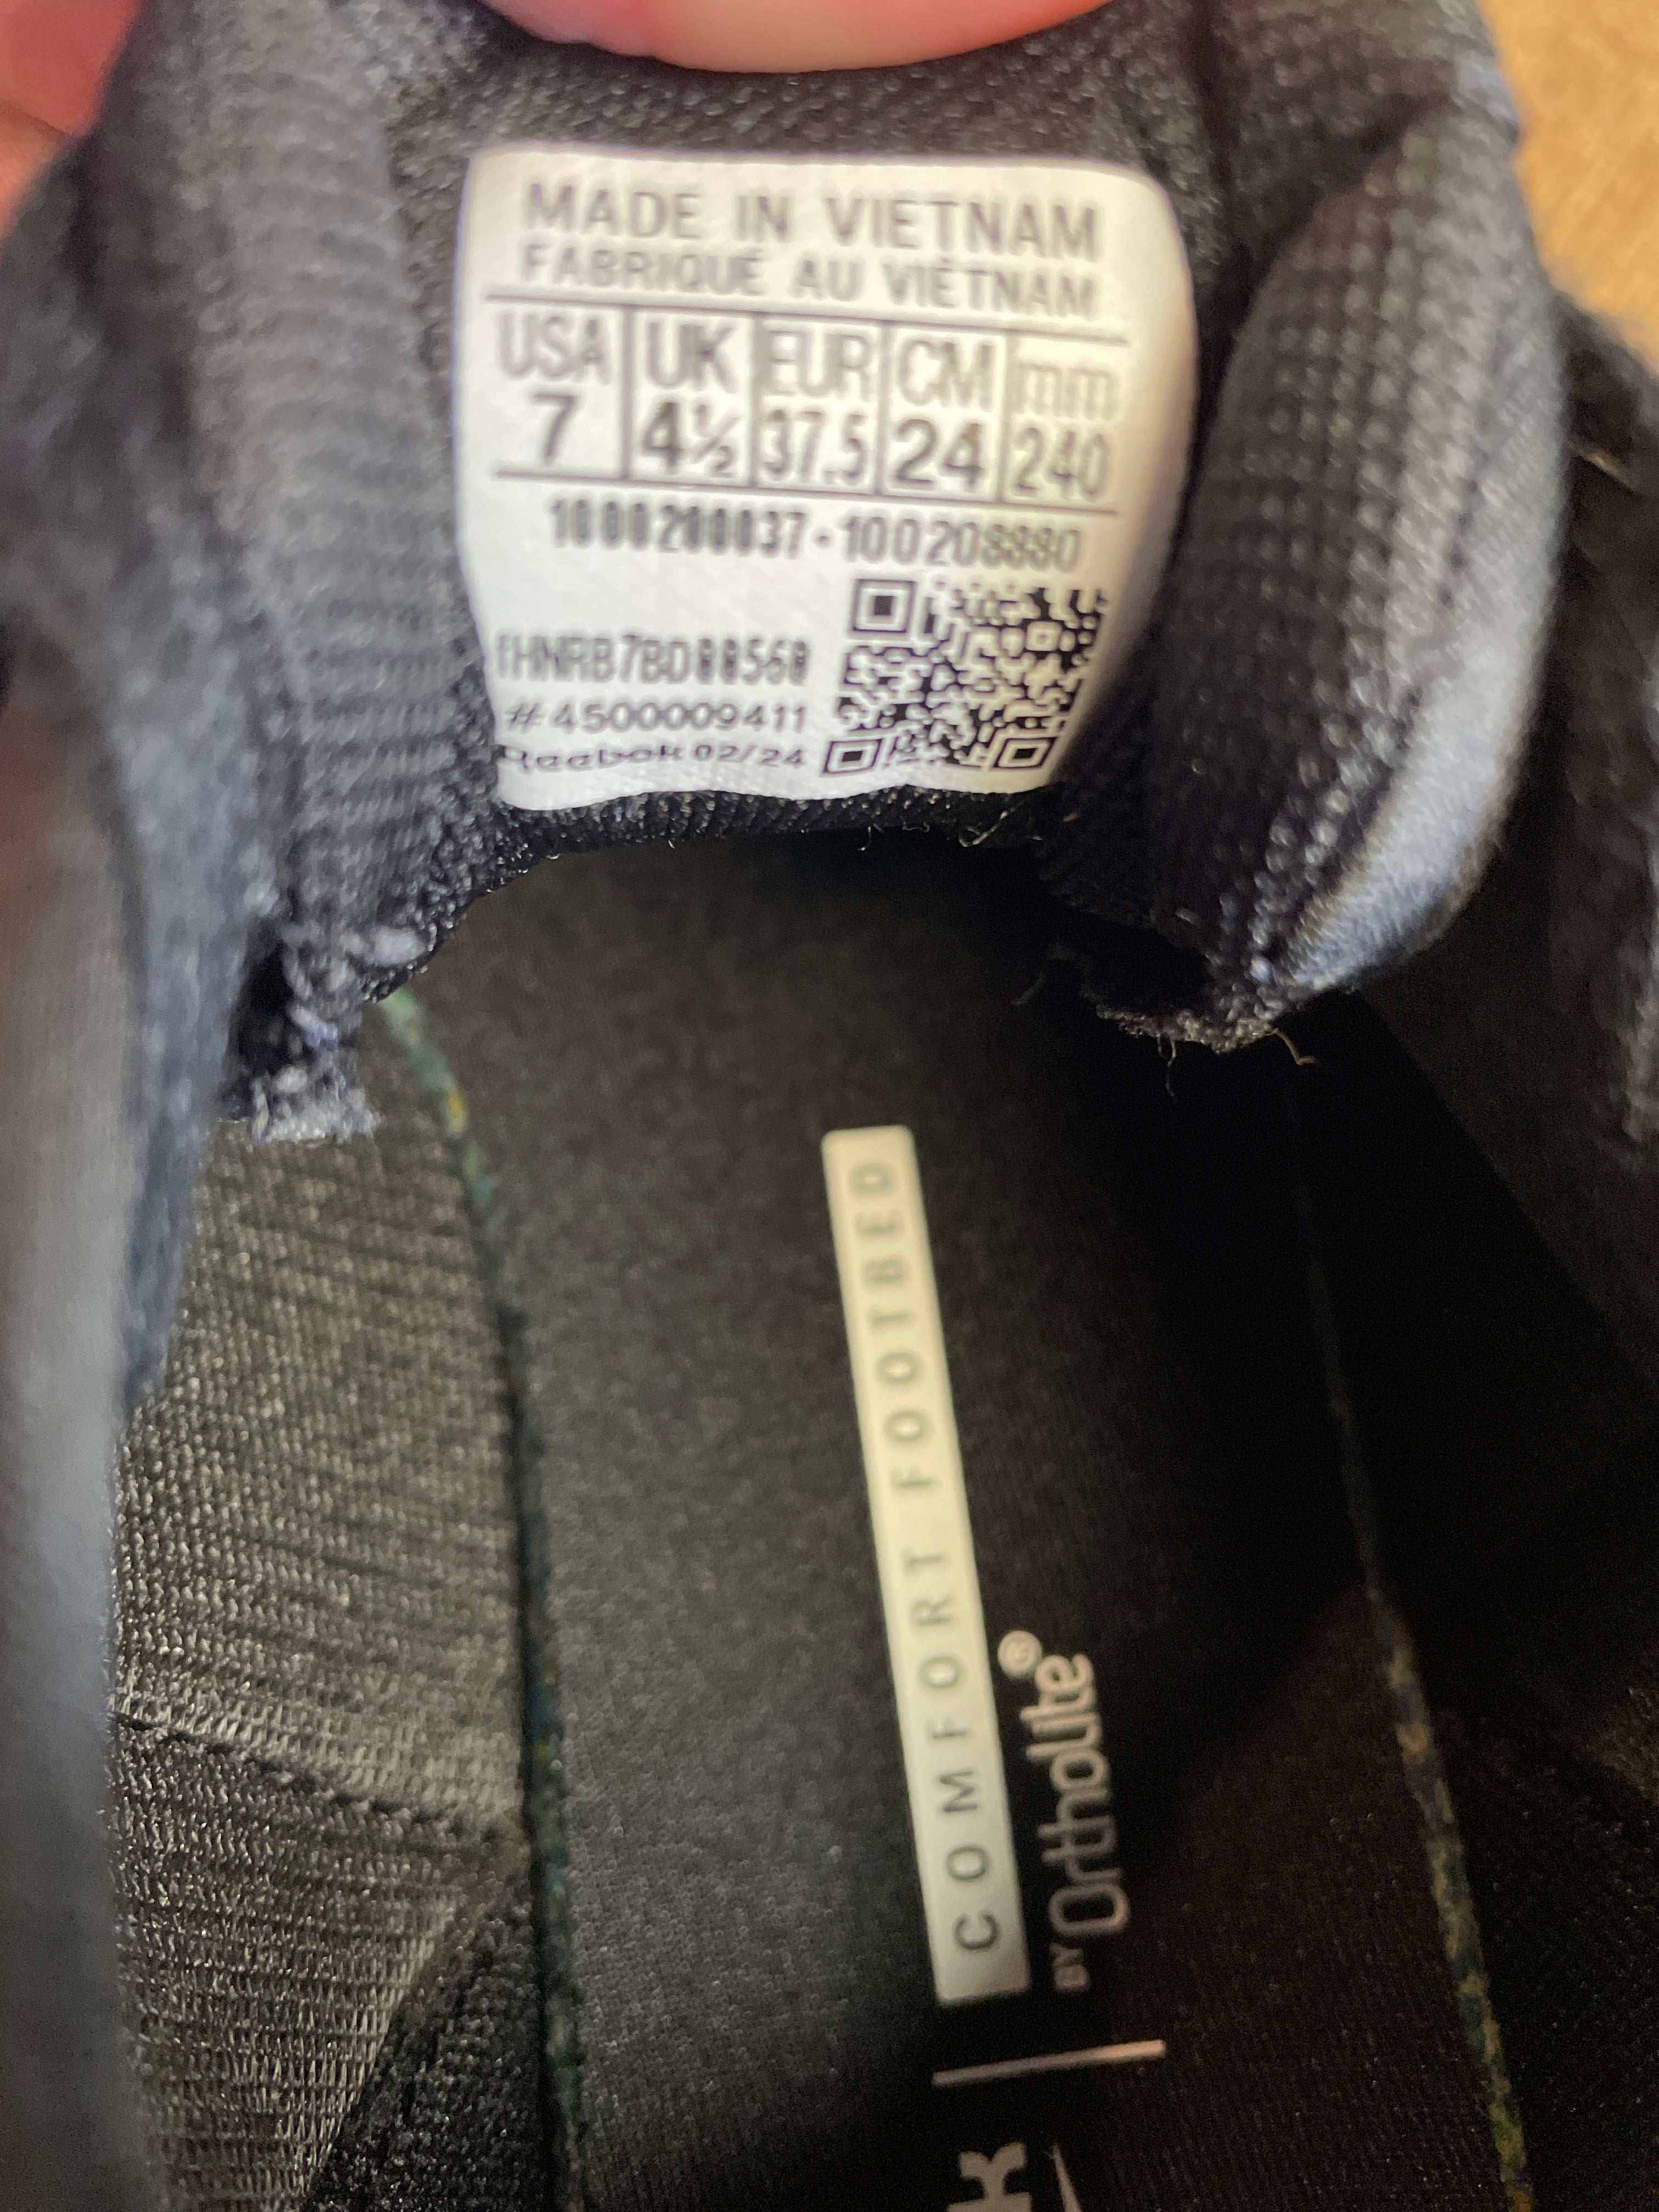 MADE IN VIETNAM
FABRIQUÉ AU VIÊTNAM
USA UK EUR CM mm
7 4½ 37.5 24 240
1000200037 · 100208880
#4500009411
Reebok 02/24
COMFORT FOOTBED
BY Ortholite®